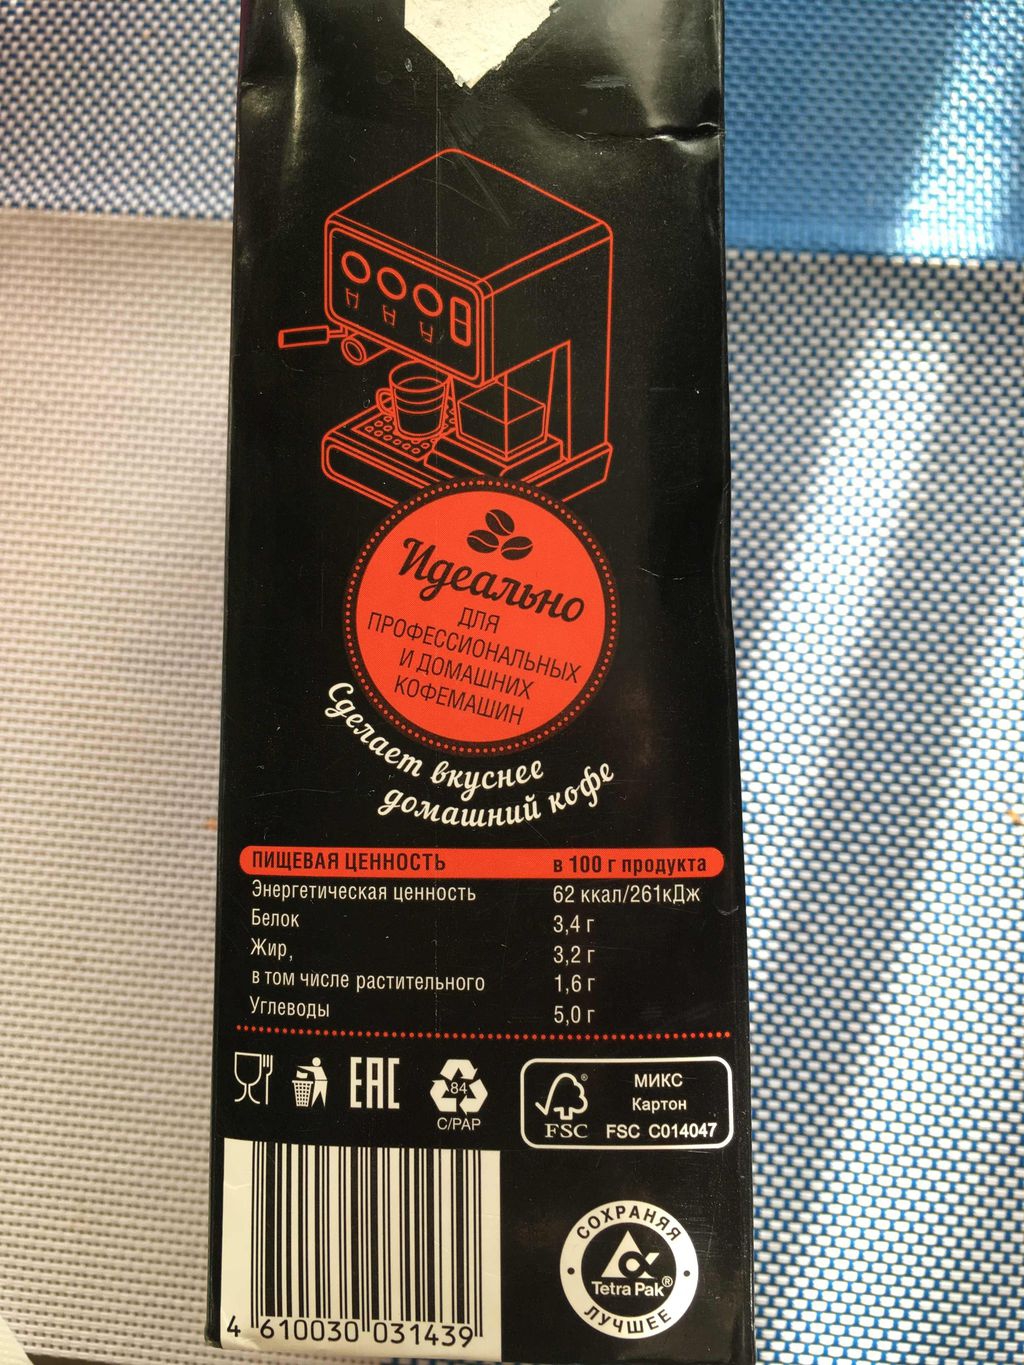 Идеально
ДЛЯ
ПРОФЕССИОНАЛЬНЫХ
И ДОМАШНИХ
КОФЕМАШИН
Сделает вкуснее
домашний кофе
ПИЩЕВАЯ ЦЕННОСТЬ в 100 г продукта
Энергетическая ценность 62 ккал/261кДж
Белок 3,4 г
Жир, 3,2 г
в том числе растительного 1,6 г
Углеводы 5,0 г
EAC
84
C/PAP
FSC
МИКС
Картон
FSC C014047
СОХРАНЯЯ
Tetra Pak®
ЛУЧШЕЕ
4 610030 031439